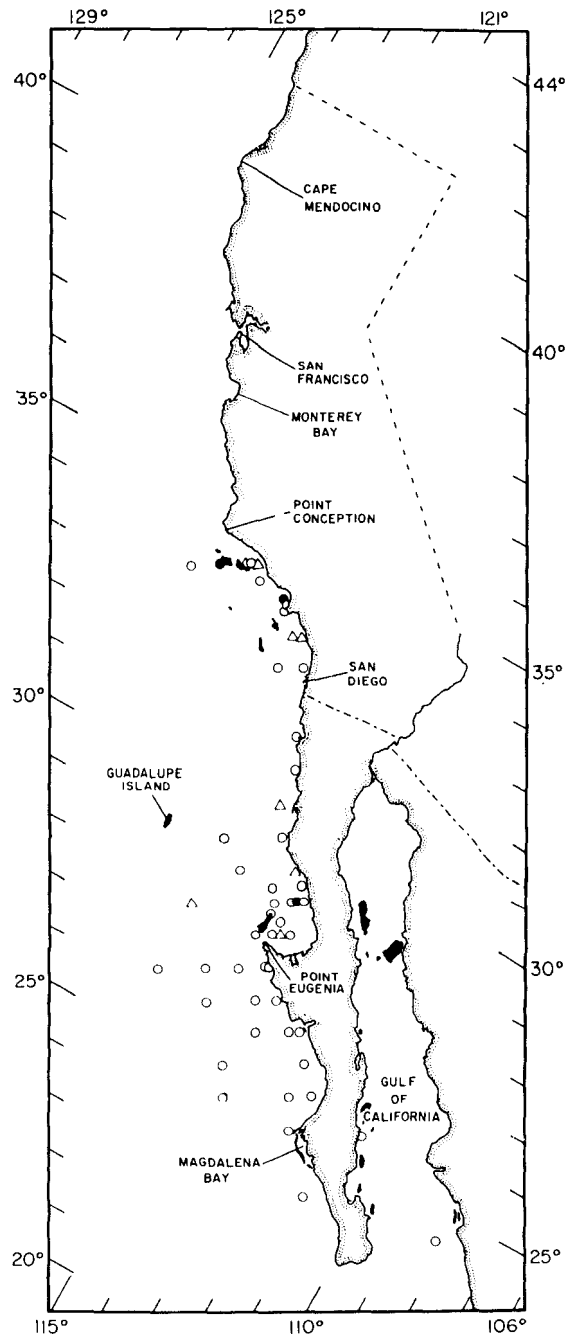 129°
125°
121°
40°
44°
CAPE
MENDOCINO
SAN
FRANCISCO
40°
35°
MONTEREY
BAY
POINT
CONCEPTION
SAN
DIEGO
35°
30°
GUADALUPE
ISLAND
25°
POINT
EUGENIA
30°
GULF
OF
CALIFORNIA
MAGDALENA
BAY
20°
25°
115°
110°
106°